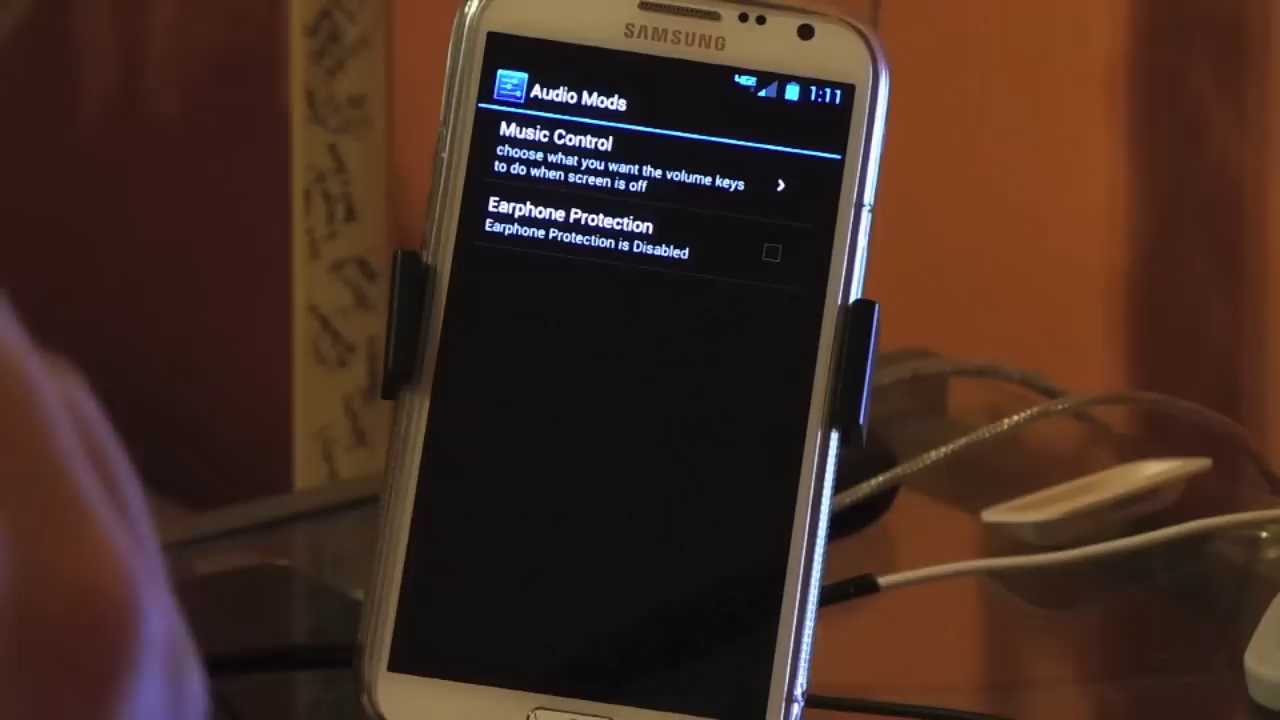 SAMSUNG
4G
1:11
Audio Mods
Music Control
choose what you want the volume keys
to do when screen is off
Earphone Protection
Earphone Protection is Disabled